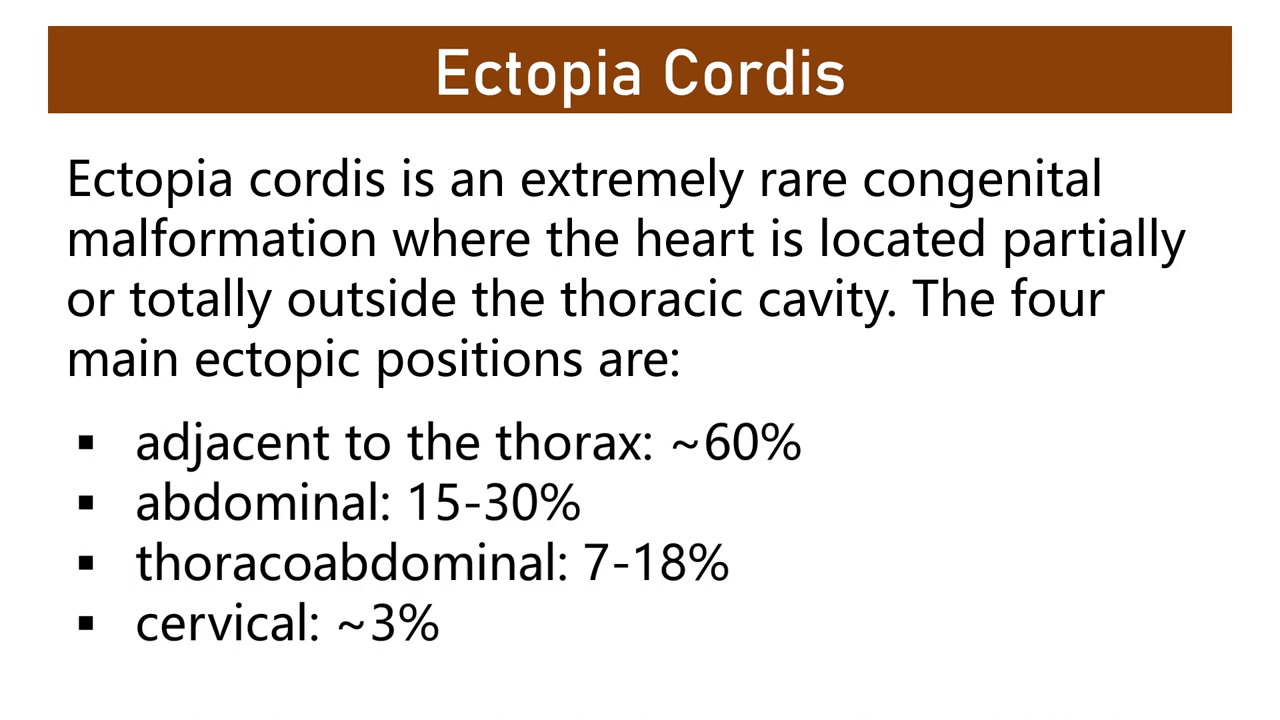 Ectopia Cordis
Ectopia cordis is an extremely rare congenital
malformation where the heart is located partially
or totally outside the thoracic cavity. The four
main ectopic positions are:
▪ adjacent to the thorax: ~60%
▪ abdominal: 15-30%
▪ thoracoabdominal: 7-18%
▪ cervical: ~3%